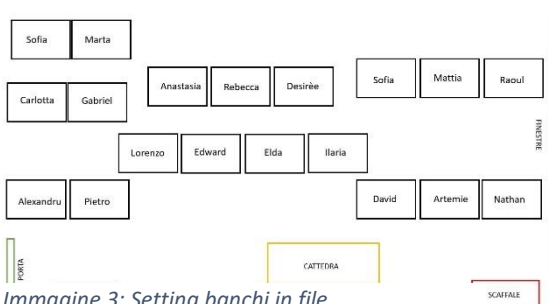 Sofia Marta
Anastasia Rebecca Desirèe
Sofia Mattia Raoul
Carlotta Gabriel
Lorenzo Edward Elda Ilaria
FINESTRE
Alexandru Pietro
David Artemie Nathan
PORTA
CATTEDRA
SCAFFALE
Immagine 3: Setting banchi in file